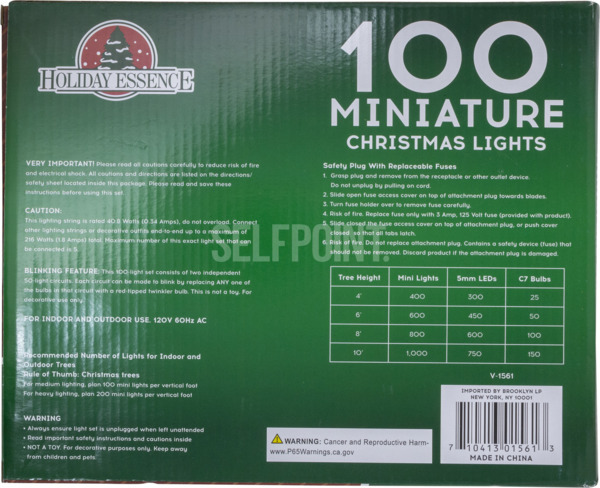 HOLIDAY ESSENCE
100
MINIATURE
CHRISTMAS LIGHTS
VERY IMPORTANT! Please read all cautions carefully to reduce risk of fire
and electrical shock. All cautions and directions are listed on the directions/
safety sheet located inside this package. Please read and save these
instructions before using this set.
CAUTION:
This lighting string is rated 40.8 Watts (0.34 Amps), do not overload. Connect
other lighting strings or decorative outfits end-to-end up to a maximum of
216 Watts (1.8 Amps) total. Maximum number of this exact light set that can
be connected is 5.
BLINKING FEATURE: This 100-light set consists of two independent
50-light circuits. Each circuit can be made to blink by replacing ANY one of
the bulbs in that circuit with a red-tipped twinkler bulb. This is not a toy. For
decorative use only.
FOR INDOOR AND OUTDOOR USE. 120V 60Hz AC
Recommended Number of Lights for Indoor and
Outdoor Trees
Rule of Thumb: Christmas trees
For medium lighting, plan 100 mini lights per vertical foot
For heavy lighting, plan 200 mini lights per vertical foot
WARNING
• Always ensure light set is unplugged when left unattended
• Read important safety instructions and cautions inside
• NOT A TOY. For decorative purposes only. Keep away
from children and pets.
Safety Plug With Replaceable Fuses
1. Grasp plug and remove from the receptacle or other outlet device.
Do not unplug by pulling on cord.
2. Slide open fuse access cover on top of attachment plug towards blades.
3. Turn fuse holder over to remove fuse carefully.
4. Risk of fire. Replace fuse only with 3 Amp, 125 Volt fuse (provided with product).
5. Slide closed the fuse access cover on top of attachment plug, or push cover
closed, so that all tabs latch.
6. Risk of fire. Do not replace attachment plug. Contains a safety device (fuse) that
should not be removed. Discard product if the attachment plug is damaged.
SELFPOINT.
Tree Height Mini Lights 5mm LEDs C7 Bulbs
4' 400 300 25
6' 600 450 50
8' 800 600 100
10' 1,000 750 150
V-1561
IMPORTED BY BROOKLYN LP
NEW YORK, NY 10001
7 10413 01561 3
MADE IN CHINA
WARNING: Cancer and Reproductive Harm-
www.P65Warnings.ca.gov